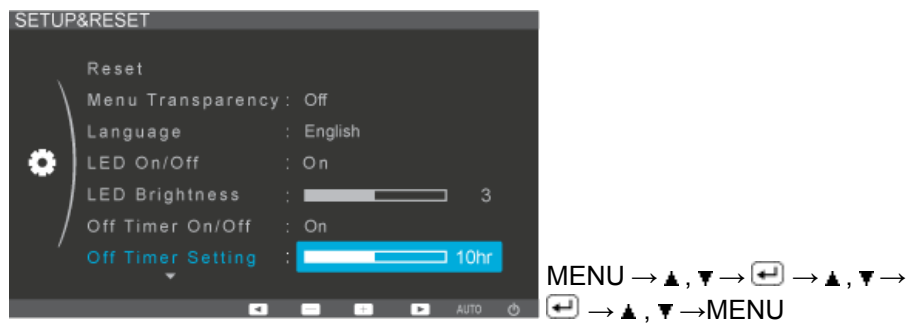 SETUP&RESET
Reset
Menu Transparency : Off
Language : English
LED On/Off : On
LED Brightness : 3
Off Timer On/Off : On
Off Timer Setting : 10hr
AUTO
MENU → ▲ , ▼ → ↵ → ▲ , ▼ →
↵ → ▲ , ▼ →MENU